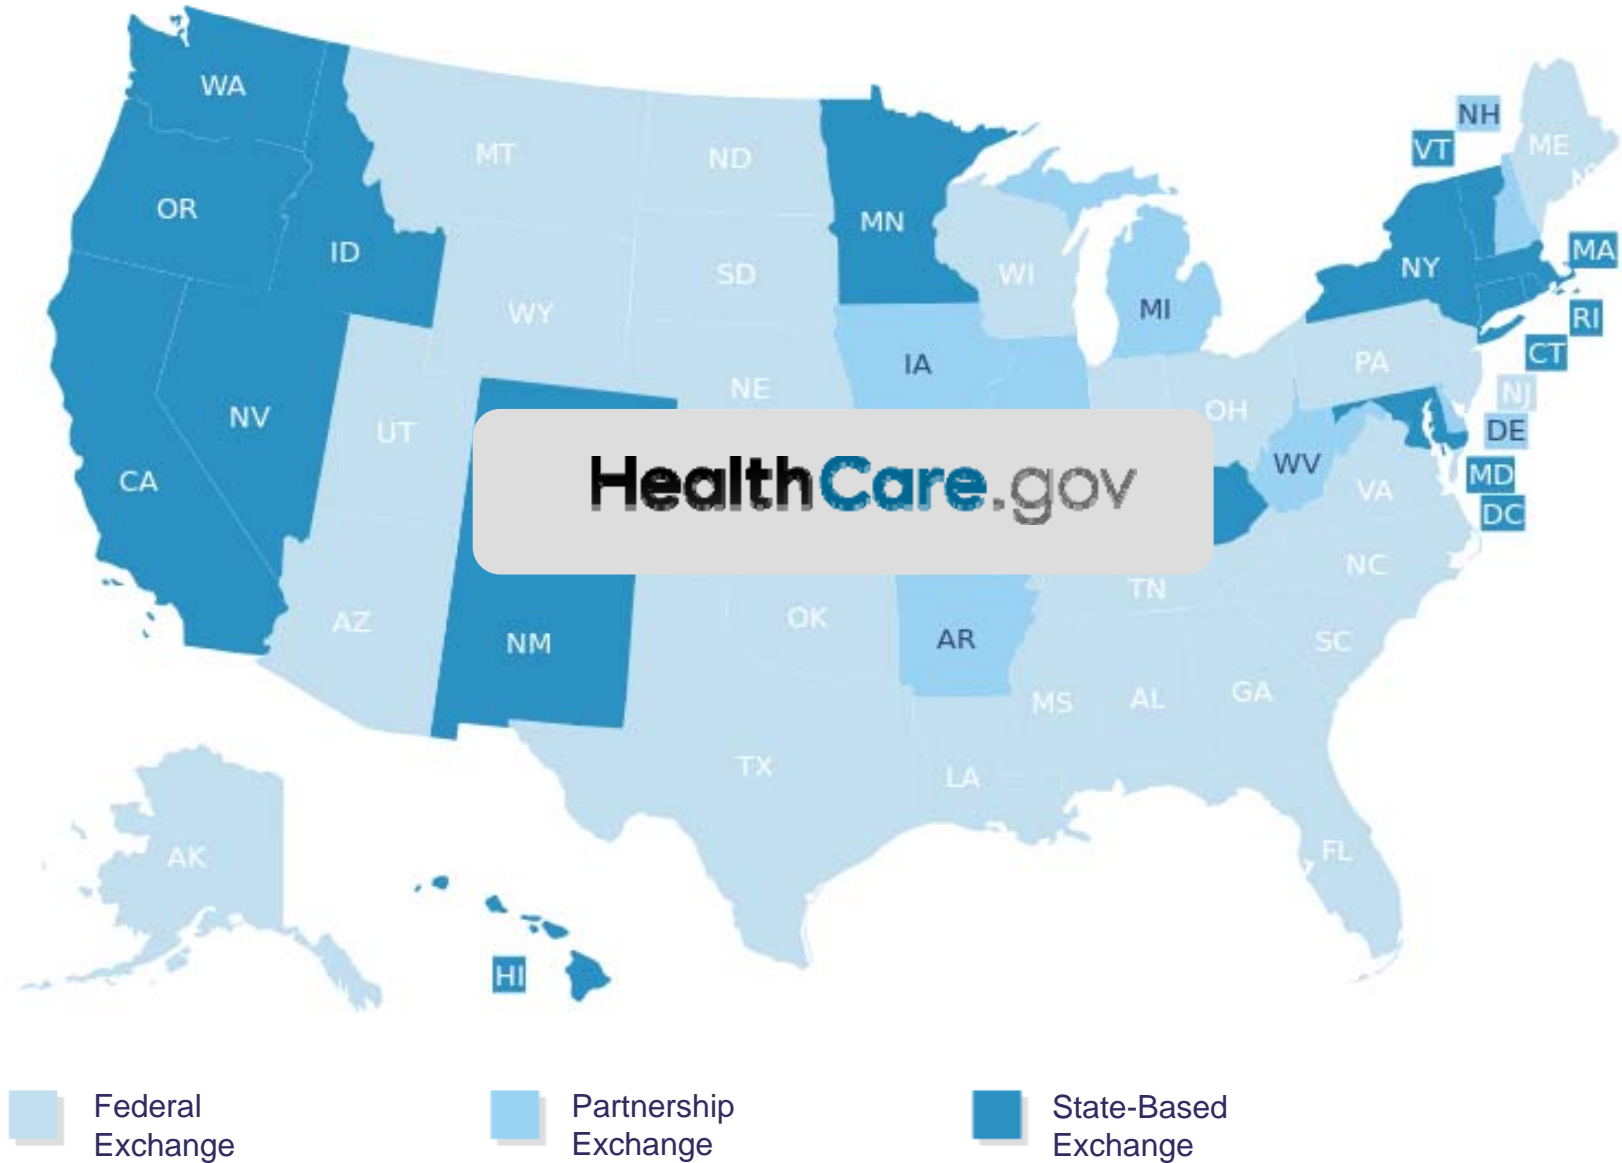 WA
MT
ND
MN
OR
ID
SD
WI
WY
MI
IA
NE
NV
UT
CA
OH
PA
NY
VT
NH
ME
MA
RI
CT
NJ
DE
MD
DC
WV
VA
HealthCare.gov
NC
TN
SC
AZ
NM
OK
AR
MS
AL
GA
TX
LA
FL
AK
HI
Federal
Exchange
Partnership
Exchange
State-Based
Exchange